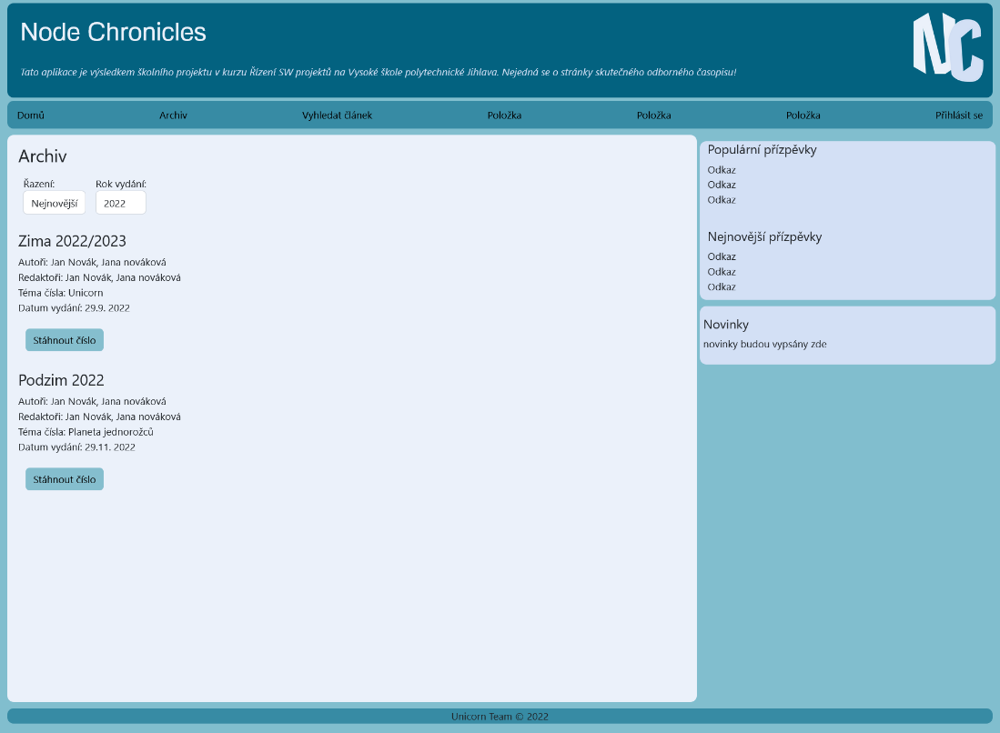 Node Chronicles
NC
Tato aplikace je výsledkem školního projektu v kurzu Řízení SW projektů na Vysoké škole polytechnické Jihlava. Nejedná se o stránky skutečného odborného časopisu!
Domů Archiv Vyhledat článek Položka Položka Položka Přihlásit se
Archiv
Řazení: Rok vydání:
Nejnovější 2022
Zima 2022/2023
Autoři: Jan Novák, Jana nováková
Redaktoři: Jan Novák, Jana nováková
Téma čísla: Unicorn
Datum vydání: 29.9. 2022
Stáhnout číslo
Podzim 2022
Autoři: Jan Novák, Jana nováková
Redaktoři: Jan Novák, Jana nováková
Téma čísla: Planeta jednorožců
Datum vydání: 29.11. 2022
Stáhnout číslo
Populární přízpěvky
Odkaz
Odkaz
Odkaz
Nejnovější přízpěvky
Odkaz
Odkaz
Odkaz
Novinky
novinky budou vypsány zde
Unicorn Team © 2022